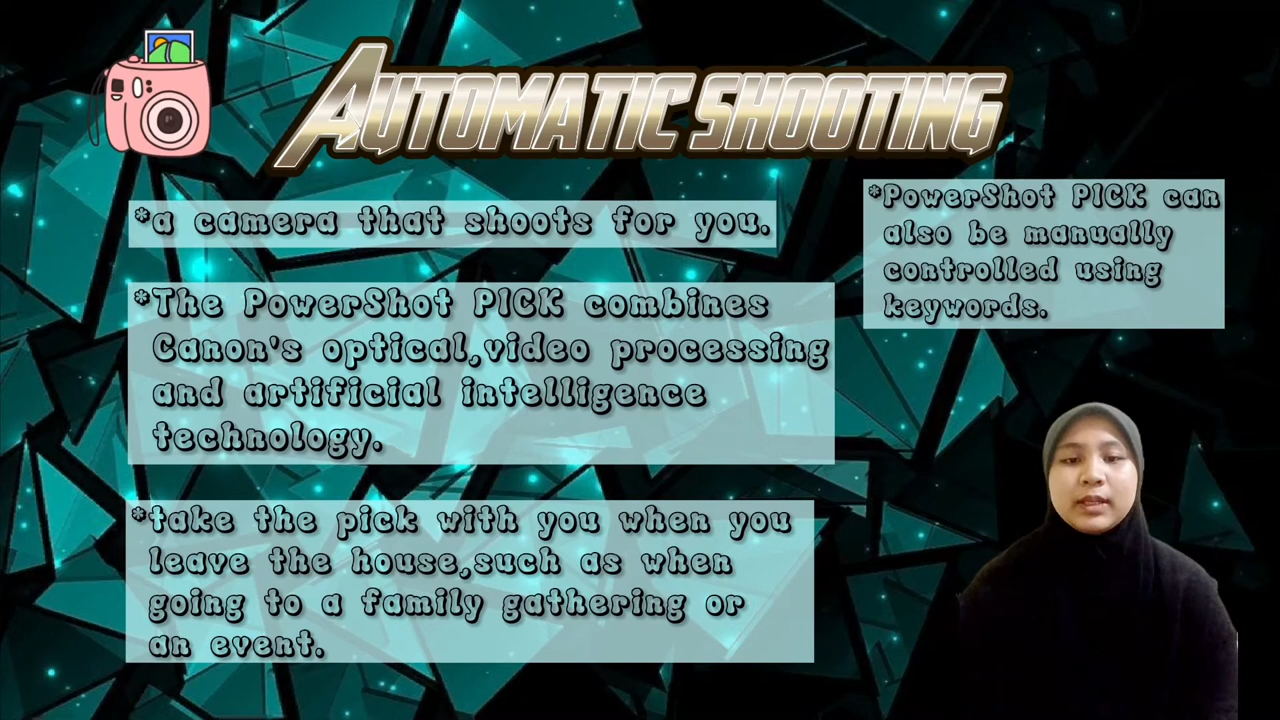 AUTOMATIC SHOOTING
*a camera that shoots for you.
*The PowerShot PICK combines
Canon's optical,video processing
and artificial intelligence
technology.
*take the pick with you when you
leave the house,such as when
going to a family gathering or
an event.
*PowerShot PICK can
also be manually
controlled using
keywords.